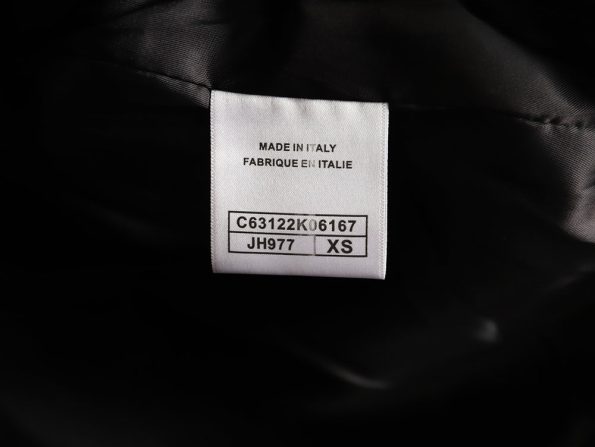 MADE IN ITALY
FABRIQUE EN ITALIE
C63122K06167
JH977 XS